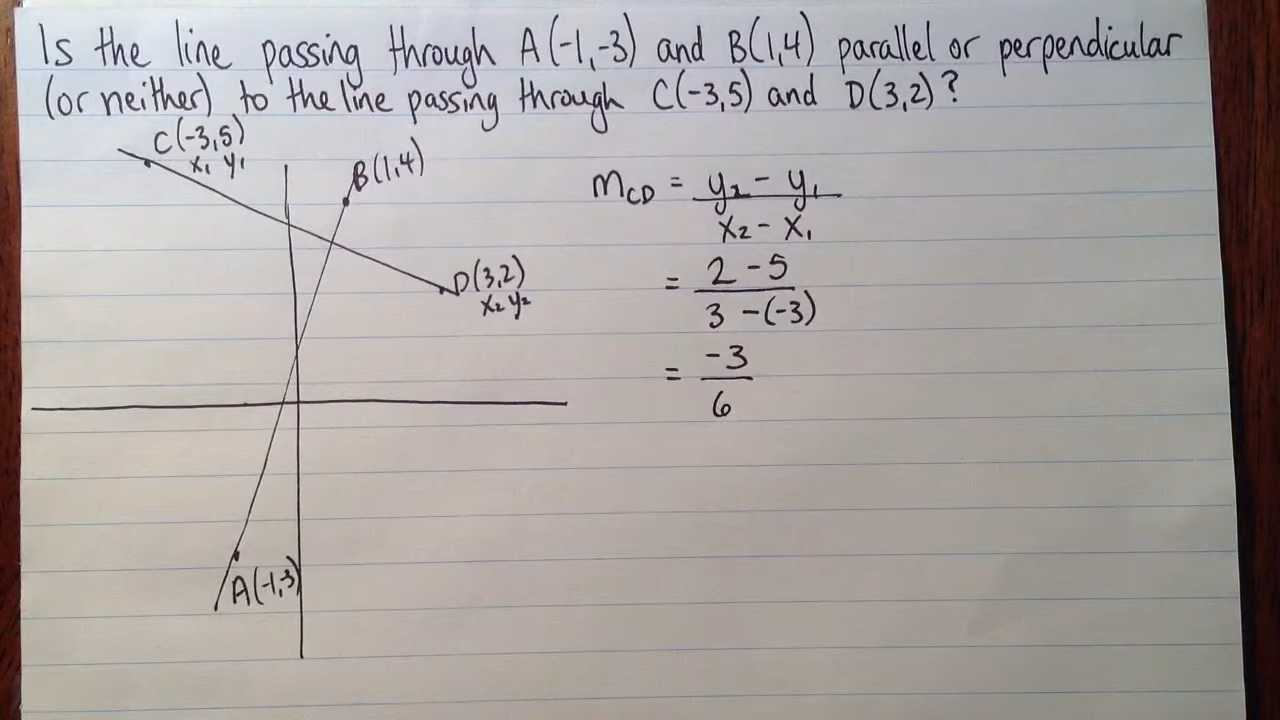 Is the line passing through A(-1,-3) and B(1,4) parallel or perpendicular
(or neither) to the line passing through C(-3,5) and D(3,2)?
C(-3,5)
x₁ y₁
B(1,4)
D(3,2)
x₂ y₂
A(-1,-3)
m_CD = y₂ - y₁
x₂ - x₁
= 2 - 5
3 - (-3)
= -3
6